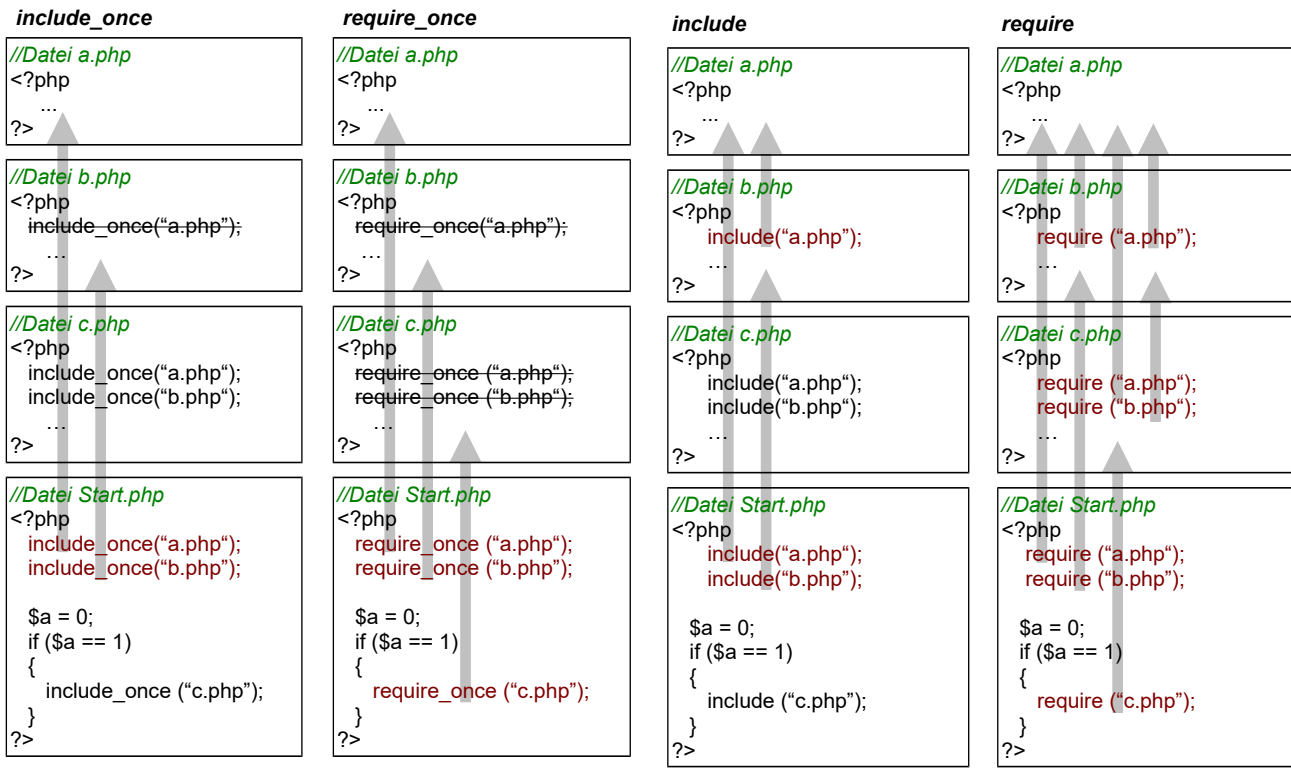 include_once
//Datei a.php
<?php
...
?>
//Datei b.php
<?php
include_once(“a.php”);
…
?>
//Datei c.php
<?php
include_once(“a.php“);
include_once(“b.php”);
…
?>
//Datei Start.php
<?php
include_once(“a.php“);
include_once(“b.php”);
$a = 0;
if ($a == 1)
{
include_once (“c.php”);
}
?>
require_once
//Datei a.php
<?php
...
?>
//Datei b.php
<?php
require_once(“a.php”);
…
?>
//Datei c.php
<?php
require_once (“a.php“);
require_once (“b.php“);
…
?>
//Datei Start.php
<?php
require_once (“a.php“);
require_once (“b.php”);
$a = 0;
if ($a == 1)
{
require_once (“c.php”);
}
?>
include
//Datei a.php
<?php
...
?>
//Datei b.php
<?php
include(“a.php”);
…
?>
//Datei c.php
<?php
include(“a.php“);
include(“b.php”);
…
?>
//Datei Start.php
<?php
include(“a.php“);
include(“b.php”);
$a = 0;
if ($a == 1)
{
include (“c.php”);
}
?>
require
//Datei a.php
<?php
...
?>
//Datei b.php
<?php
require (“a.php”);
…
?>
//Datei c.php
<?php
require (“a.php“);
require (“b.php“);
…
?>
//Datei Start.php
<?php
require (“a.php“);
require (“b.php”);
$a = 0;
if ($a == 1)
{
require (“c.php”);
}
?>